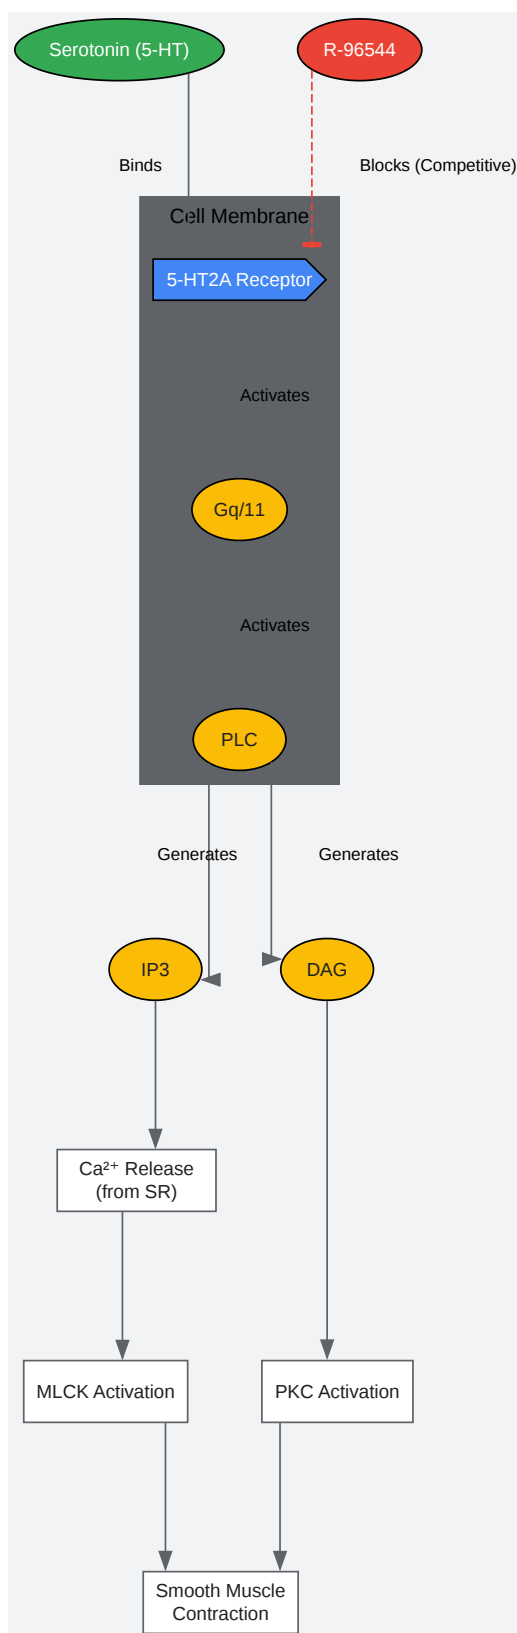 Serotonin (5-HT)
R-96544
Binds
Blocks (Competitive)
Cell Membrane
5-HT2A Receptor
Activates
Gq/11
Activates
PLC
Generates
Generates
IP3
DAG
Ca²⁺ Release
(from SR)
MLCK Activation
PKC Activation
Smooth Muscle
Contraction